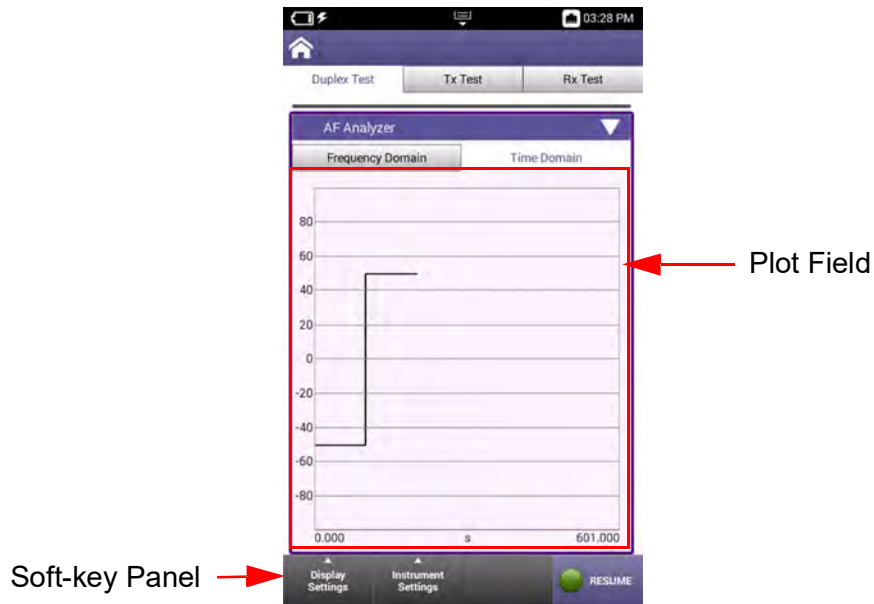 03:28 PM
Duplex Test Tx Test Rx Test
AF Analyzer
Frequency Domain Time Domain
80
60
Plot Field
40
20
0
-20
-40
-60
-80
0.000 s 601.000
Soft-key Panel
Display Settings
Instrument Settings
RESUME